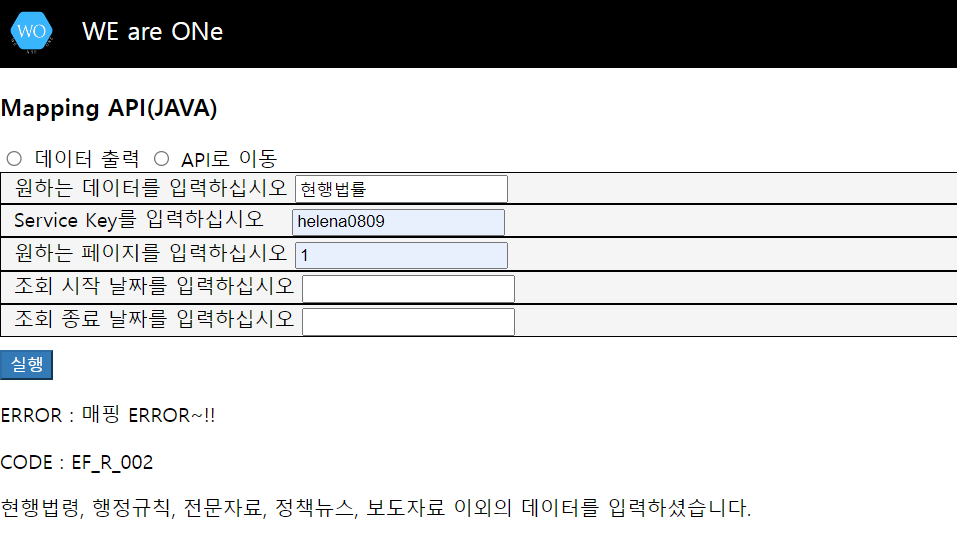 WO
WE are ONe
Mapping API(JAVA)
데이터 출력 API로 이동
원하는 데이터를 입력하십시오 현행법률
Service Key를 입력하십시오 helena0809
원하는 페이지를 입력하십시오 1
조회 시작 날짜를 입력하십시오
조회 종료 날짜를 입력하십시오
실행
ERROR : 매핑 ERROR~!!
CODE : EF_R_002
현행법령, 행정규칙, 전문자료, 정책뉴스, 보도자료 이외의 데이터를 입력하셨습니다.